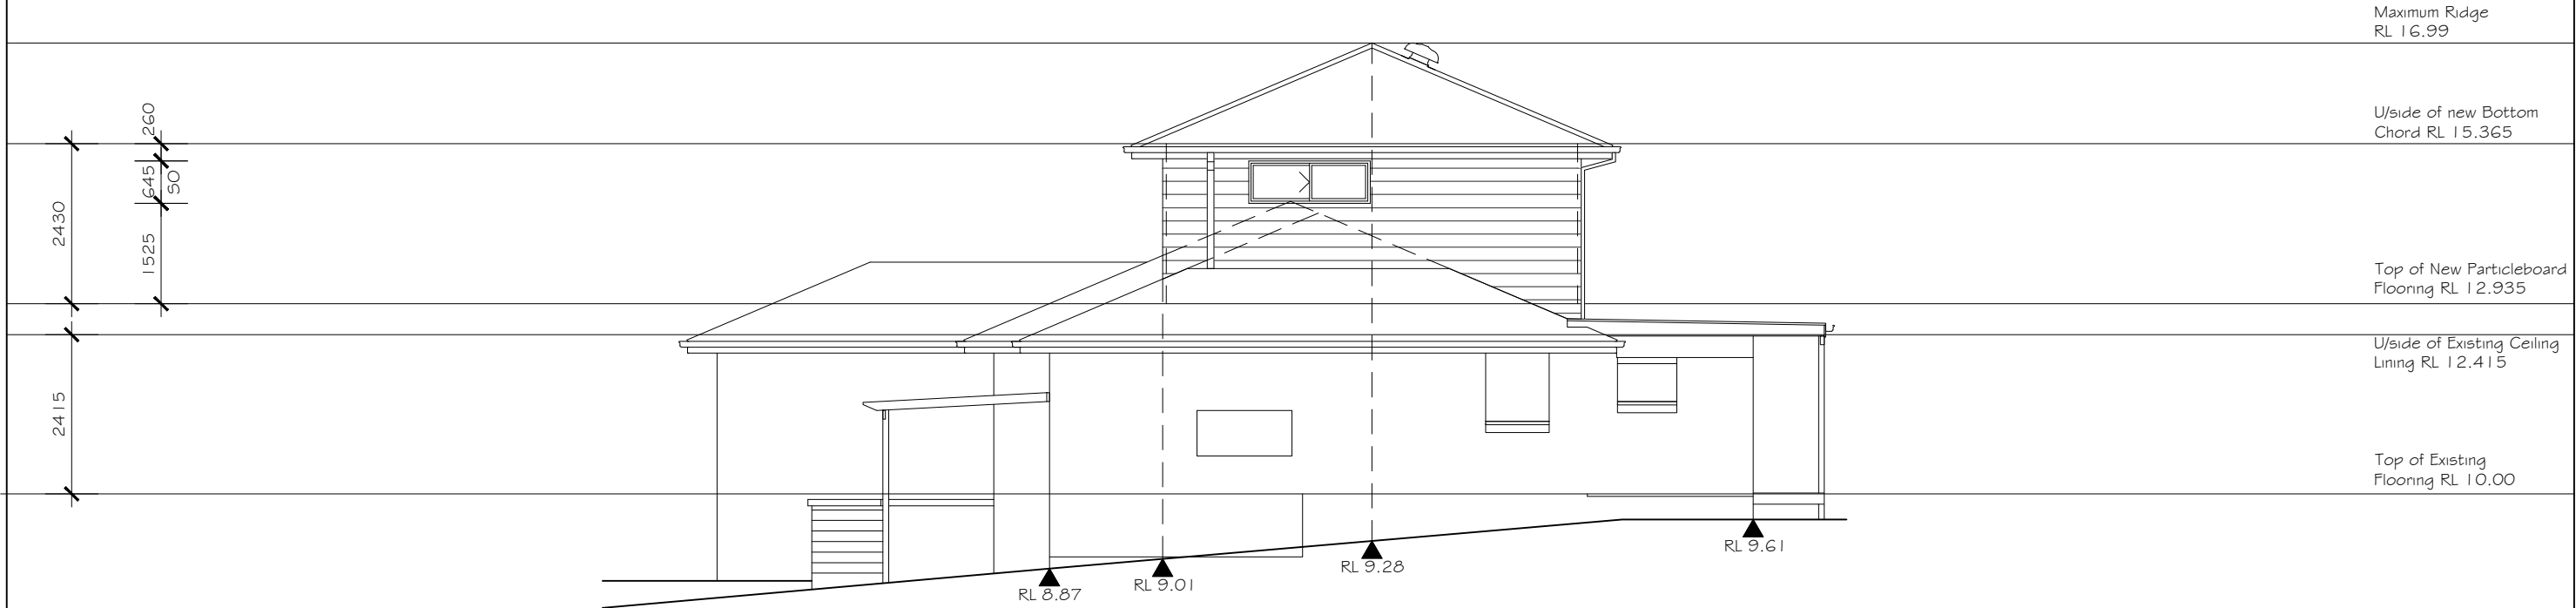 Maximum Ridge
RL 16.99
U/side of new Bottom
Chord RL 15.365
260
645
50
2430
1525
Top of New Particleboard
Flooring RL 12.935
U/side of Existing Ceiling
Lining RL 12.415
2415
Top of Existing
Flooring RL 10.00
RL 9.61
RL 9.28
RL 9.01
RL 8.87